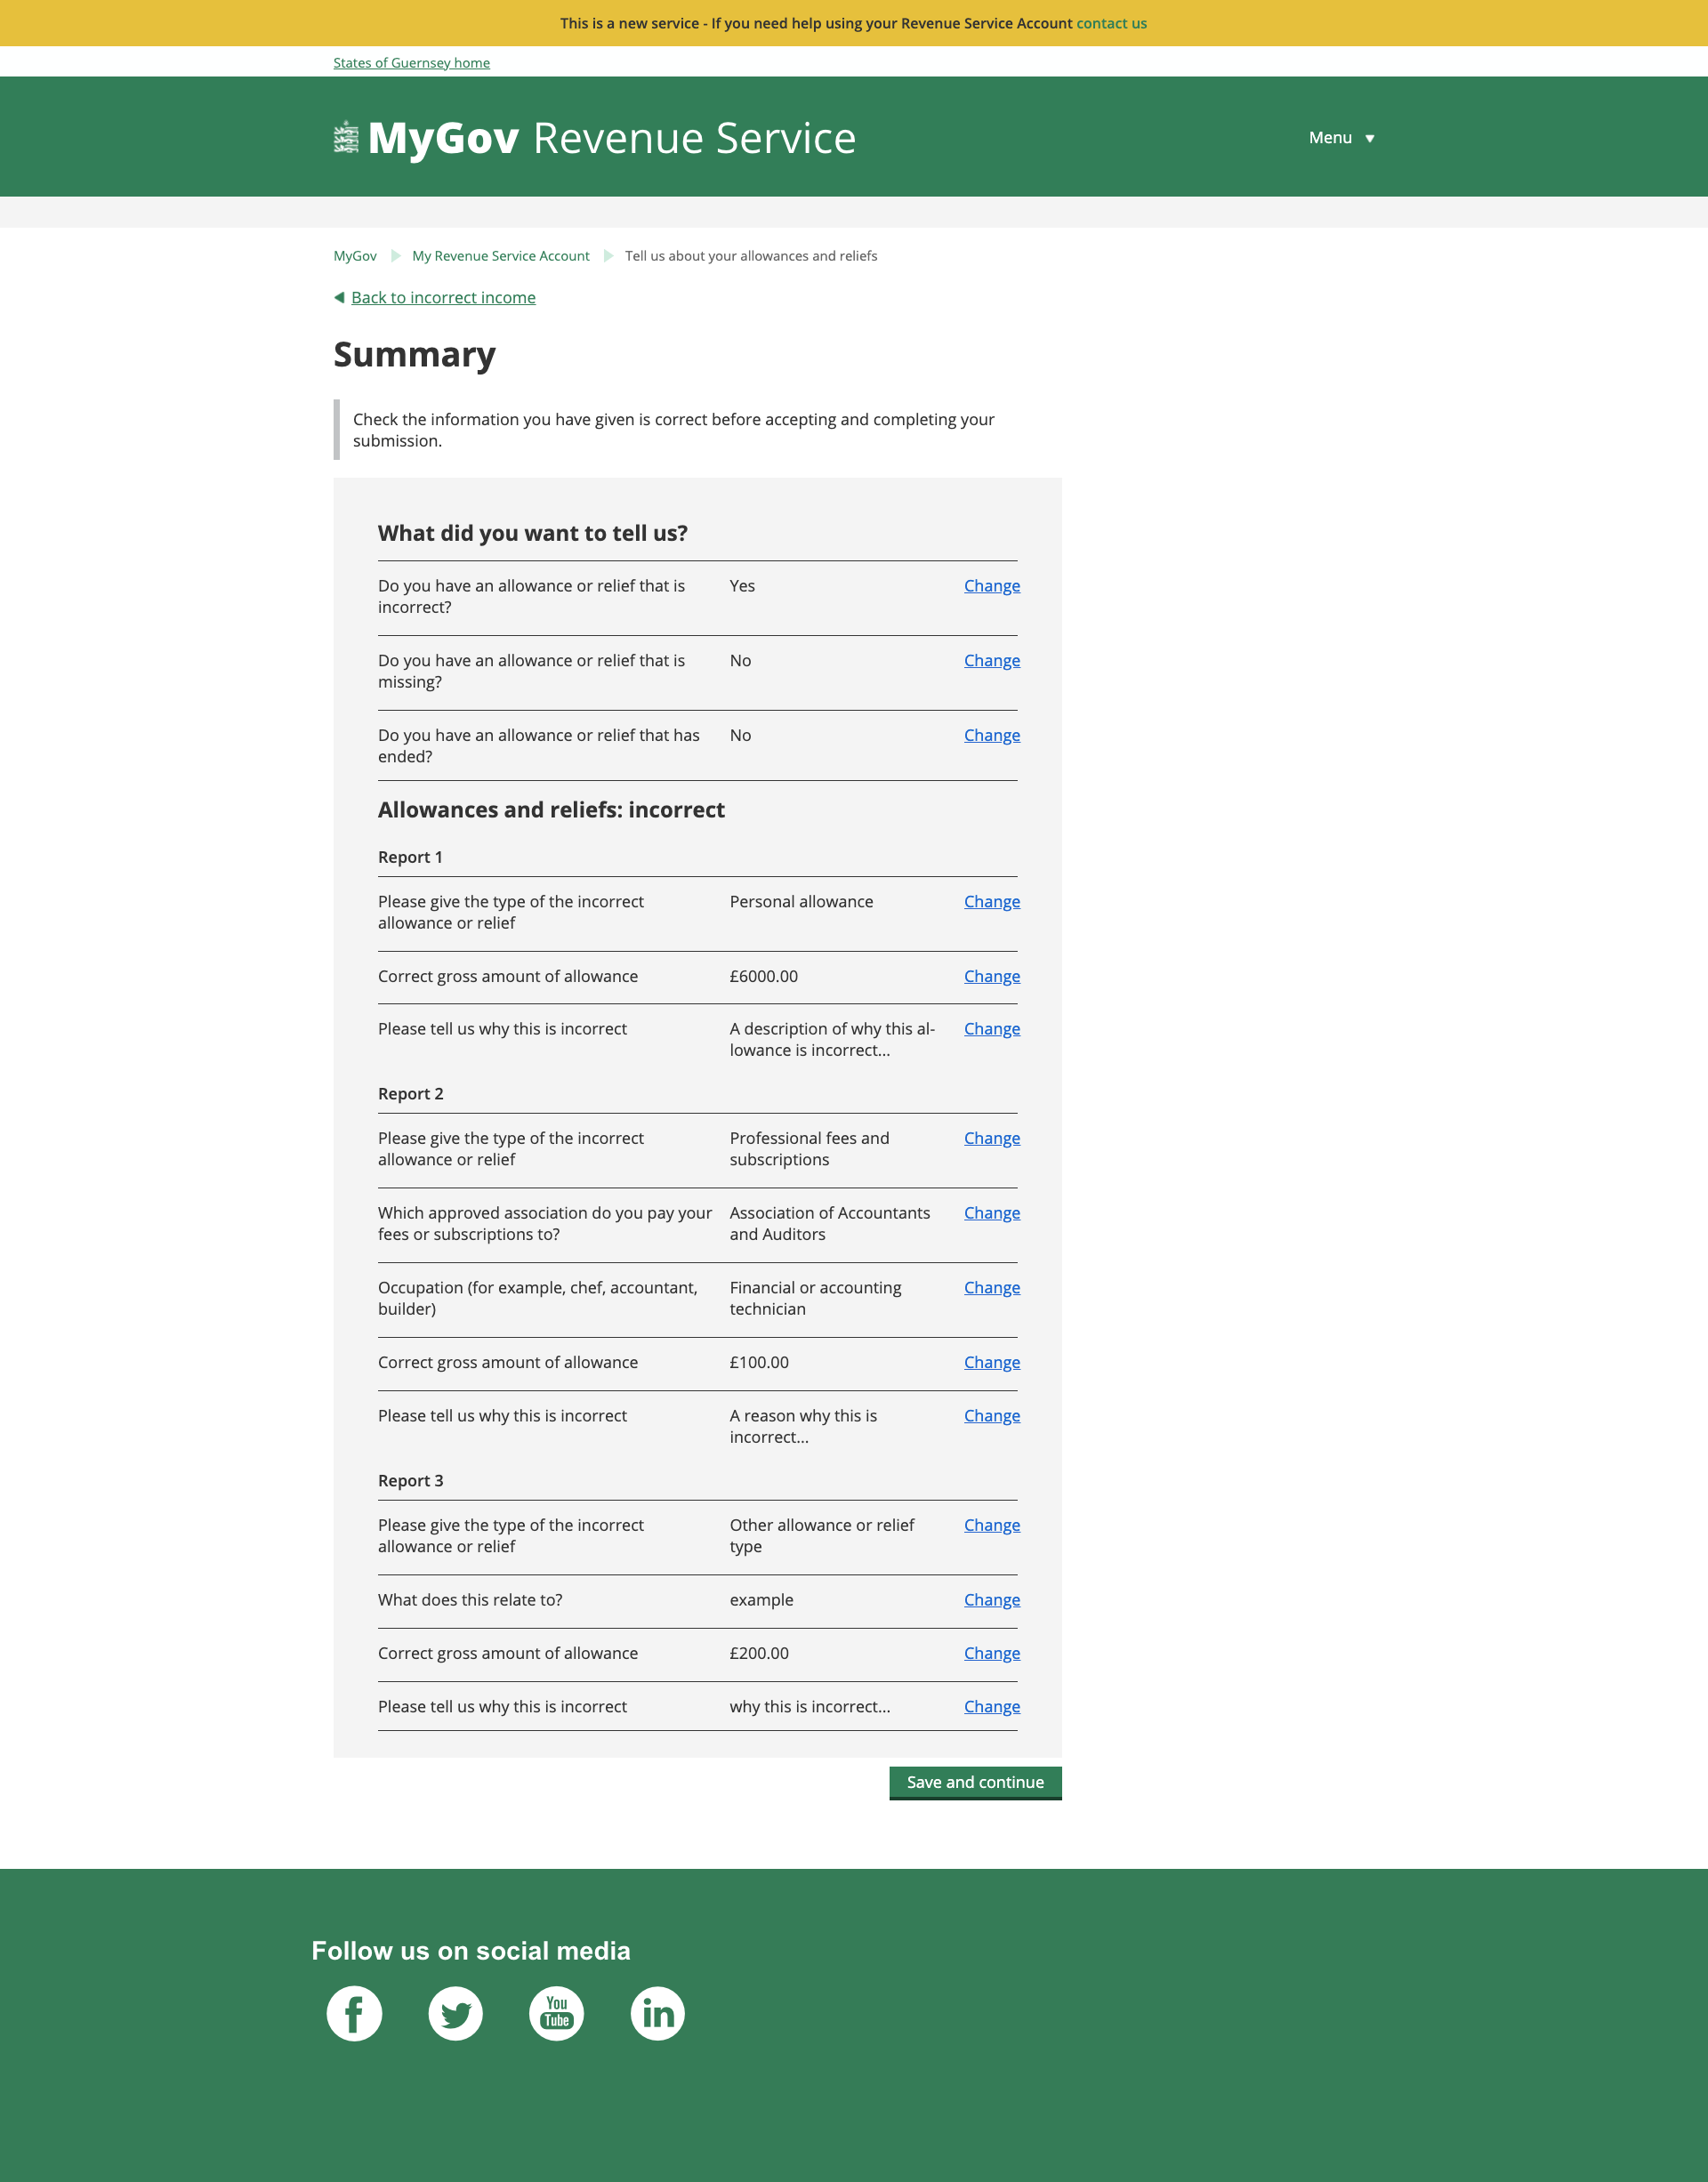 This is a new service - If you need help using your Revenue Service Account contact us
States of Guernsey home
MyGov Revenue Service
Menu
MyGov
My Revenue Service Account
Tell us about your allowances and reliefs
Back to incorrect income
Summary
Check the information you have given is correct before accepting and completing your
submission.
What did you want to tell us?
Do you have an allowance or relief that is
incorrect?
Yes
Change
Do you have an allowance or relief that is
missing?
No
Change
Do you have an allowance or relief that has
ended?
No
Change
Allowances and reliefs: incorrect
Report 1
Please give the type of the incorrect
allowance or relief
Personal allowance
Change
Correct gross amount of allowance
£6000.00
Change
Please tell us why this is incorrect
A description of why this al-
lowance is incorrect...
Change
Report 2
Please give the type of the incorrect
allowance or relief
Professional fees and
subscriptions
Change
Which approved association do you pay your
fees or subscriptions to?
Association of Accountants
and Auditors
Change
Occupation (for example, chef, accountant,
builder)
Financial or accounting
technician
Change
Correct gross amount of allowance
£100.00
Change
Please tell us why this is incorrect
A reason why this is
incorrect...
Change
Report 3
Please give the type of the incorrect
allowance or relief
Other allowance or relief
type
Change
What does this relate to?
example
Change
Correct gross amount of allowance
£200.00
Change
Please tell us why this is incorrect
why this is incorrect...
Change
Save and continue
Follow us on social media
f
You
Tube
in